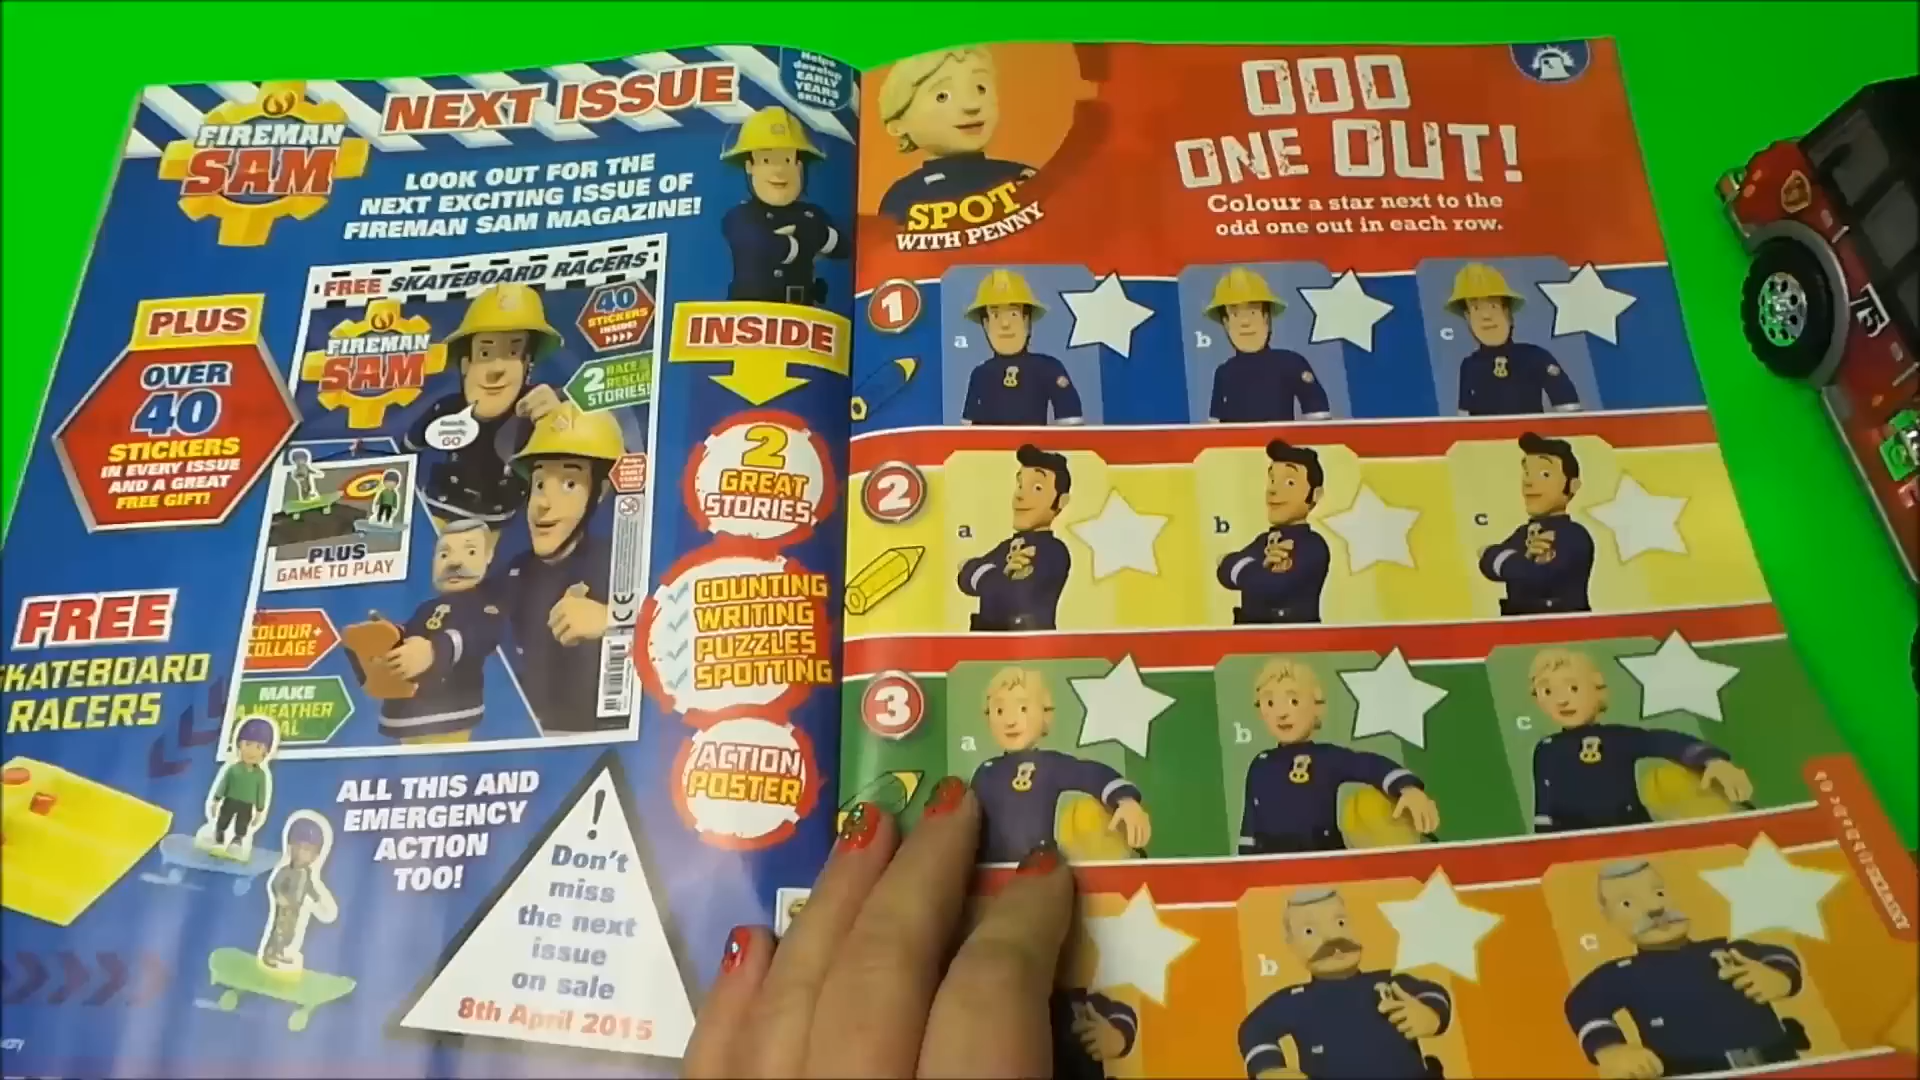 NEXT ISSUE
Helps
develop
EARLY
YEARS
SKILLS
FIREMAN
SAM
LOOK OUT FOR THE
NEXT EXCITING ISSUE OF
FIREMAN SAM MAGAZINE!
PLUS
OVER
40
STICKERS
IN EVERY ISSUE
AND A GREAT
FREE GIFT!
FREE SKATEBOARD RACERS
FIREMAN
SAM
40
STICKERS
INSIDE!
2 RACE &
RESCUE
STORIES!
GO
PLUS
GAME TO PLAY
COLOUR+
COLLAGE
MAKE
A WEATHER
INSIDE
2
GREAT
STORIES
COUNTING
WRITING
PUZZLES
SPOTTING
ACTION
POSTER
FREE
SKATEBOARD
RACERS
ALL THIS AND
EMERGENCY
ACTION
TOO!
!
Don't
miss
the next
issue
on sale
8th April 2015
SPOT
WITH PENNY
ODD
ONE OUT!
Colour a star next to the
odd one out in each row.
1
a
b
c
2
a
b
c
3
a
b
c
b
c
75